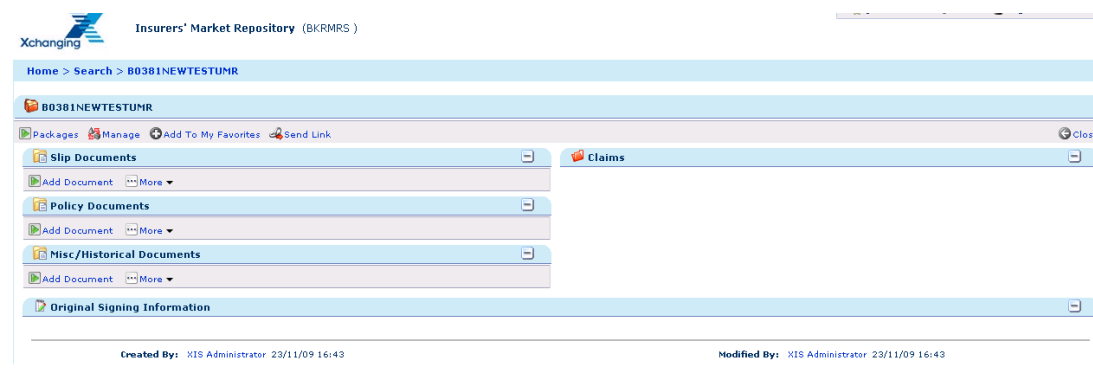 Xchanging
Insurers' Market Repository (BKRMRS )
Home > Search > B0381NEWTESTUMR
B0381NEWTESTUMR
Packages Manage Add To My Favorites Send Link Clos
Slip Documents
Claims
Add Document More
Policy Documents
Add Document More
Misc/Historical Documents
Add Document More
Original Signing Information
Created By: XIS Administrator 23/11/09 16:43
Modified By: XIS Administrator 23/11/09 16:43